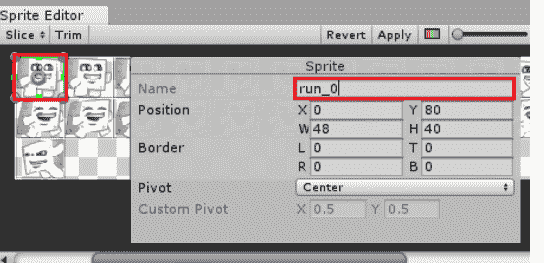 Sprite Editor
Slice Trim Revert Apply
Sprite
Name run_0
Position X 0 Y 80
W 48 H 40
Border L 0 T 0
R 0 B 0
Pivot Center
Custom Pivot X 0.5 Y 0.5